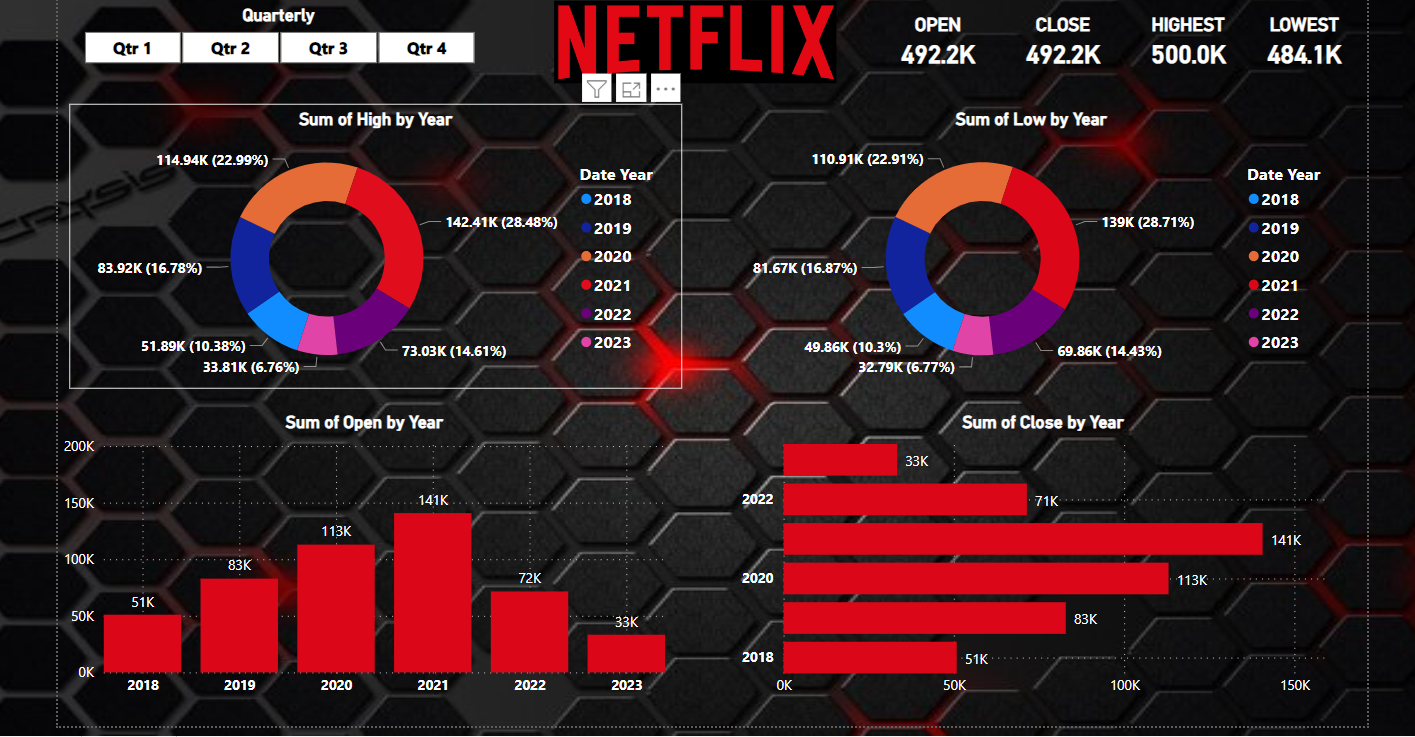 Quarterly
Qtr 1 Qtr 2 Qtr 3 Qtr 4
NETFLIX
OPEN CLOSE HIGHEST LOWEST
492.2K 492.2K 500.0K 484.1K
Sum of High by Year
114.94K (22.99%)
142.41K (28.48%)
83.92K (16.78%)
51.89K (10.38%)
33.81K (6.76%)
73.03K (14.61%)
Date Year
2018
2019
2020
2021
2022
2023
Sum of Low by Year
110.91K (22.91%)
139K (28.71%)
81.67K (16.87%)
49.86K (10.3%)
32.79K (6.77%)
69.86K (14.43%)
Date Year
2018
2019
2020
2021
2022
2023
CRYSIS
Sum of Open by Year
200K
150K
100K
50K
0K
51K
83K
113K
141K
72K
33K
2018 2019 2020 2021 2022 2023
Sum of Close by Year
33K
2022 71K
141K
2020 113K
83K
2018 51K
0K 50K 100K 150K